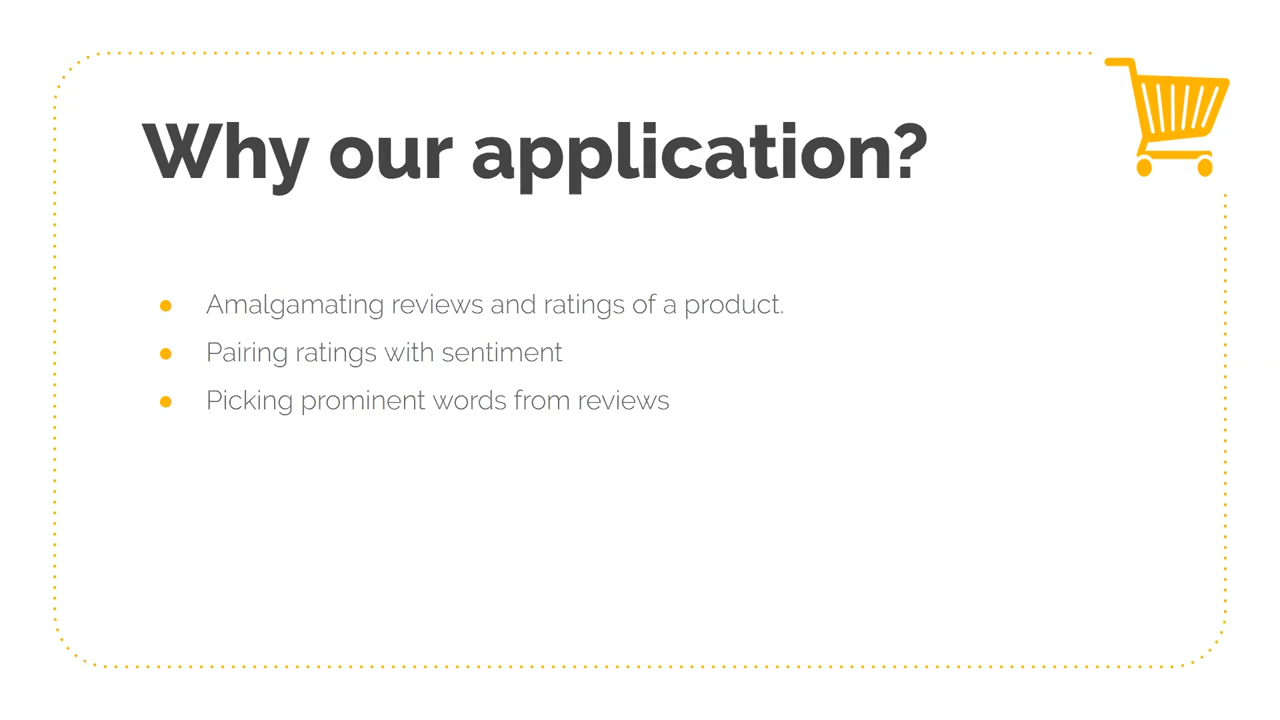 Why our application?
● Amalgamating reviews and ratings of a product.
● Pairing ratings with sentiment
● Picking prominent words from reviews